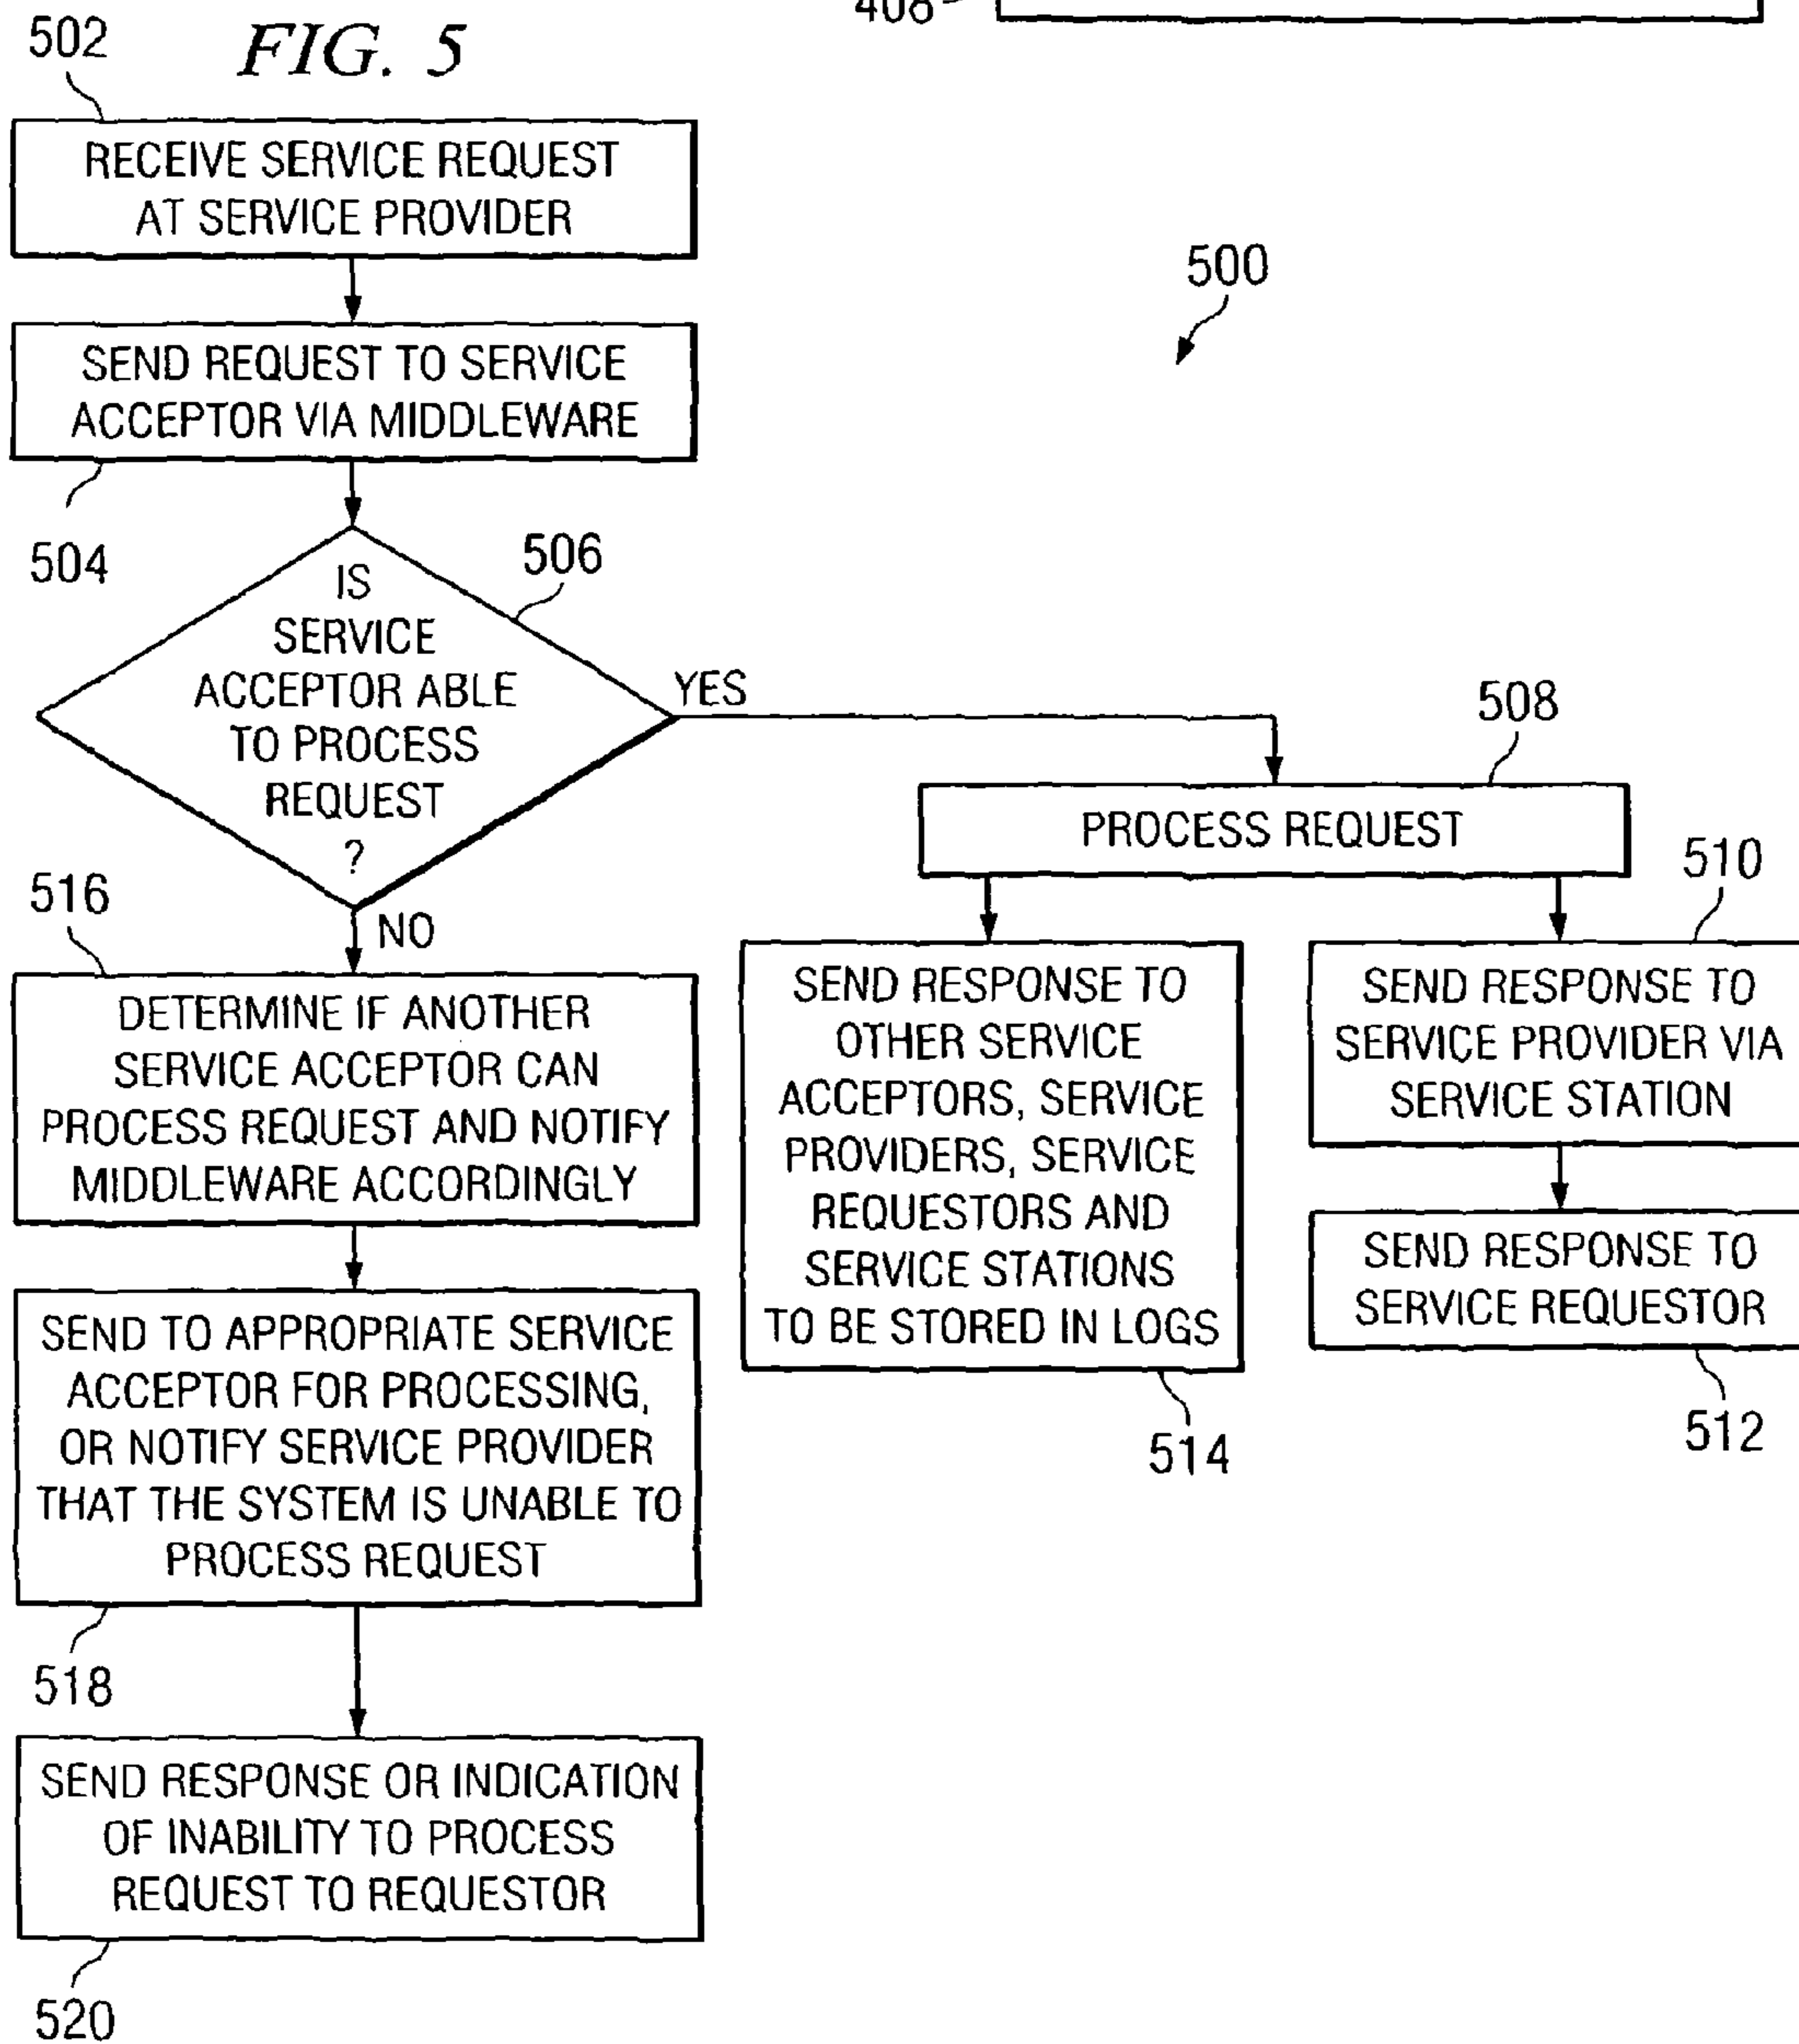 408
502
FIG. 5
RECEIVE SERVICE REQUEST
AT SERVICE PROVIDER
500
SEND REQUEST TO SERVICE
ACCEPTOR VIA MIDDLEWARE
504
506
IS
SERVICE
ACCEPTOR ABLE
TO PROCESS
REQUEST
?
YES
508
PROCESS REQUEST
510
516
NO
DETERMINE IF ANOTHER
SERVICE ACCEPTOR CAN
PROCESS REQUEST AND NOTIFY
MIDDLEWARE ACCORDINGLY
SEND RESPONSE TO
OTHER SERVICE
ACCEPTORS, SERVICE
PROVIDERS, SERVICE
REQUESTORS AND
SERVICE STATIONS
TO BE STORED IN LOGS
514
SEND RESPONSE TO
SERVICE PROVIDER VIA
SERVICE STATION
SEND RESPONSE TO
SERVICE REQUESTOR
512
SEND TO APPROPRIATE SERVICE
ACCEPTOR FOR PROCESSING,
OR NOTIFY SERVICE PROVIDER
THAT THE SYSTEM IS UNABLE TO
PROCESS REQUEST
518
SEND RESPONSE OR INDICATION
OF INABILITY TO PROCESS
REQUEST TO REQUESTOR
520